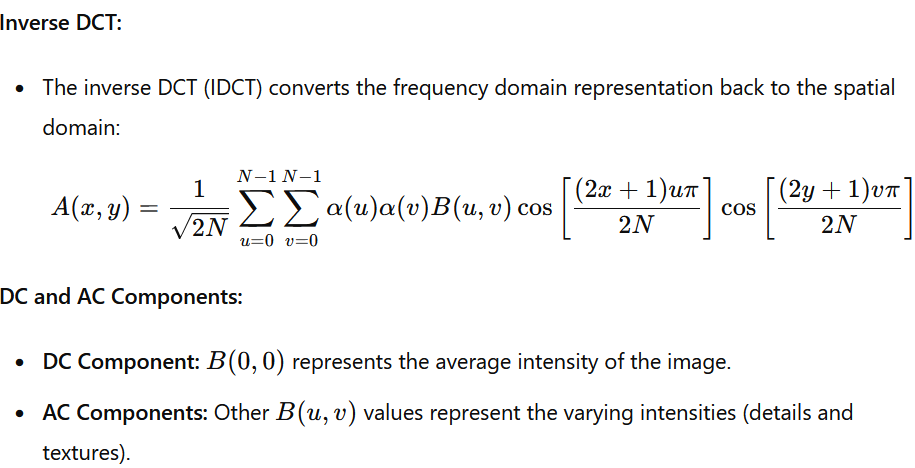 Inverse DCT:
• The inverse DCT (IDCT) converts the frequency domain representation back to the spatial
domain:
$A(x, y) = \frac{1}{\sqrt{2N}} \sum_{u=0}^{N-1} \sum_{v=0}^{N-1} \alpha(u)\alpha(v)B(u, v) \cos\left[\frac{(2x+1)u\pi}{2N}\right] \cos\left[\frac{(2y+1)v\pi}{2N}\right]$
DC and AC Components:
• DC Component: $B(0, 0)$ represents the average intensity of the image.
• AC Components: Other $B(u, v)$ values represent the varying intensities (details and
textures).